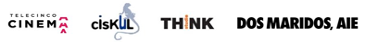 TELECINCO
CINEMA
ciskUL
THINK
DOS MARIDOS, AIE